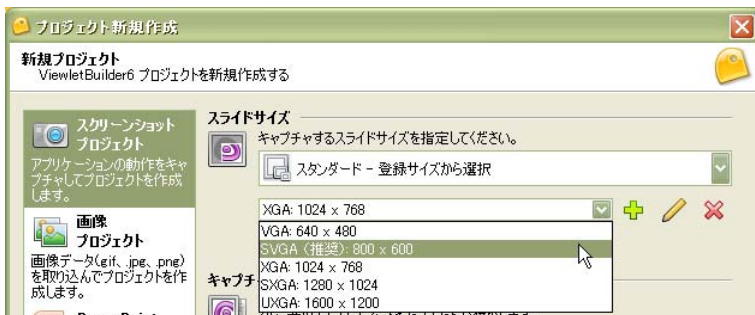 プロジェクト新規作成
新規プロジェクト
ViewletBuilder6 プロジェクトを新規作成する
スクリーンショット
プロジェクト
アプリケーションの動作をキャ
プチャしてプロジェクトを作成
します。
画像
プロジェクト
画像データ(gif、.jpg、.png)
を取り込んでプロジェクトを作
成します。
スライドサイズ
キャプチャするスライドサイズを指定してください。
スタンダード - 登録サイズから選択
XGA: 1024 x 768
VGA: 640 x 480
SVGA (推奨): 800 x 600
XGA: 1024 x 768
SXGA: 1280 x 1024
UXGA: 1600 x 1200
キャプチ